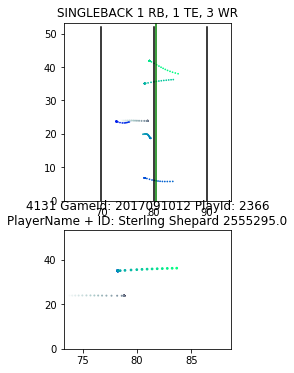 SINGLEBACK 1 RB, 1 TE, 3 WR
50
40
30
20
10
0
70 80 90
4131 GameId: 2017091012 PlayId: 2366
PlayerName + ID: Sterling Shepard 2555295.0
40
20
0
75 80 85